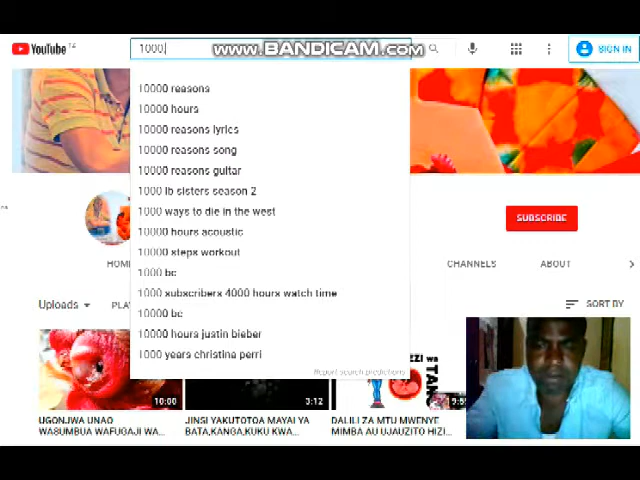 YouTube TZ
1000
www.BANDICAM.com
SIGN IN
10000 reasons
10000 hours
10000 reasons lyrics
10000 reasons song
10000 reasons guitar
1000 lb sisters season 2
1000 ways to die in the west
10000 hours acoustic
10000 steps workout
1000 bc
1000 subscribers 4000 hours watch time
10000 bc
10000 hours justin bieber
1000 years christina perri
Report search predictions
SUBSCRIBE
HOM
CHANNELS
ABOUT
Uploads
PLA
SORT BY
10:00
3:12
UGONJWA UNAO
WASUMBUA WAFUGAJI WA...
JINSI YAKUTOTOA MAYAI YA
BATA,KANGA,KUKU KWA...
DALILI ZA MTU MWENYE
MIMBA AU UJAUZITO HIZI...